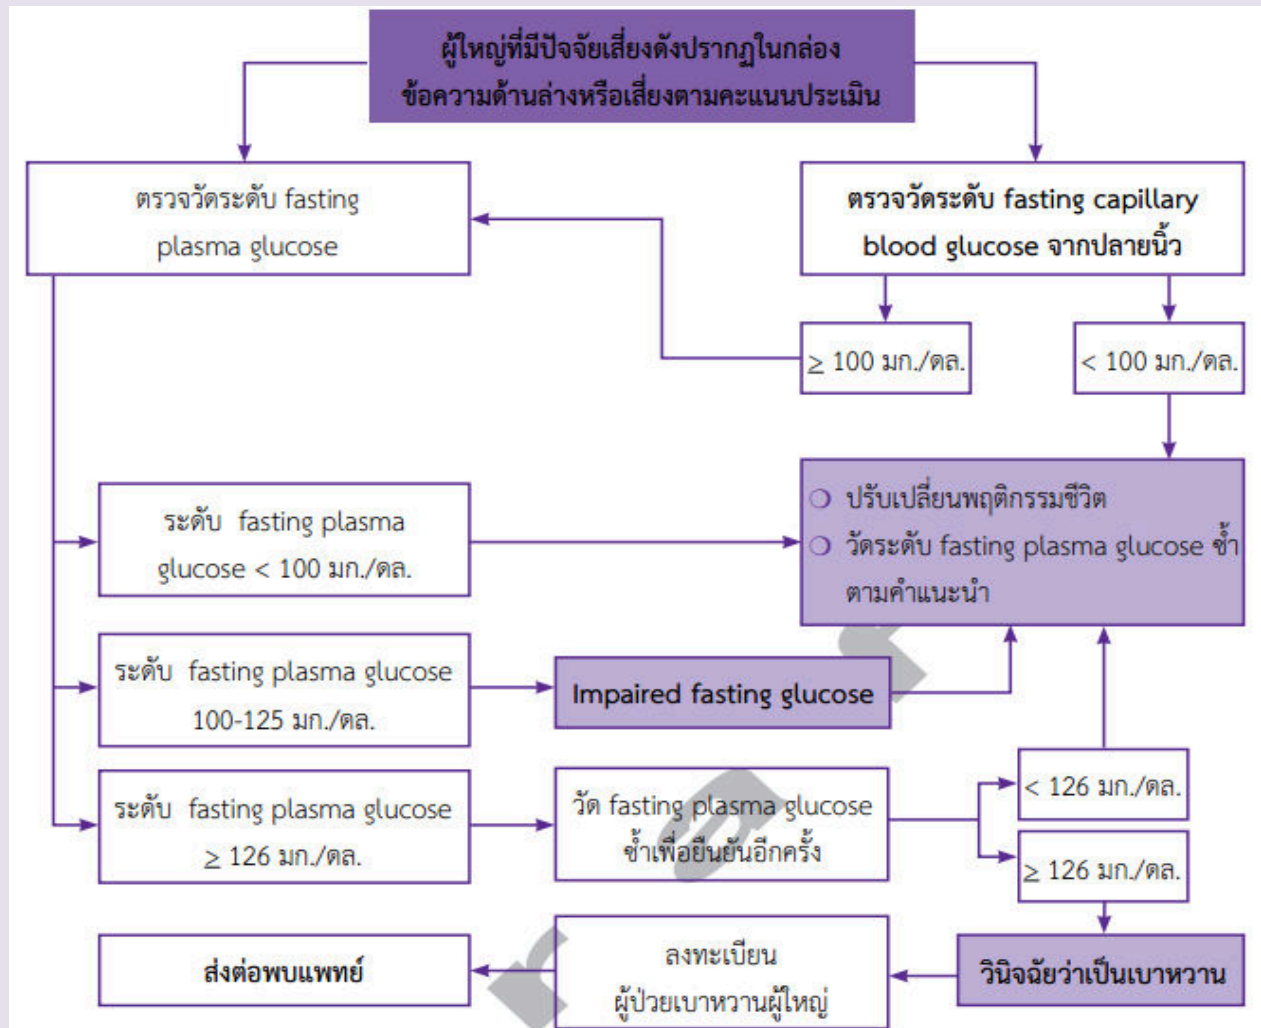 ผู้ใหญ่ที่มีปัจจัยเสี่ยงดังปรากฏในกล่อง
ข้อความด้านล่างหรือเสี่ยงตามคะแนนประเมิน
ตรวจวัดระดับ fasting
plasma glucose
ตรวจวัดระดับ fasting capillary
blood glucose จากปลายนิ้ว
≥ 100 มก./ดล.
< 100 มก./ดล.
ระดับ fasting plasma
glucose < 100 มก./ดล.
❍ ปรับเปลี่ยนพฤติกรรมชีวิต
❍ วัดระดับ fasting plasma glucose ซ้ำ
ตามคำแนะนำ
ระดับ fasting plasma glucose
100-125 มก./ดล.
Impaired fasting glucose
ระดับ fasting plasma glucose
≥ 126 มก./ดล.
วัด fasting plasma glucose
ซ้ำเพื่อยืนยันอีกครั้ง
< 126 มก./ดล.
≥ 126 มก./ดล.
วินิจฉัยว่าเป็นเบาหวาน
ลงทะเบียน
ผู้ป่วยเบาหวานผู้ใหญ่
ส่งต่อพบแพทย์